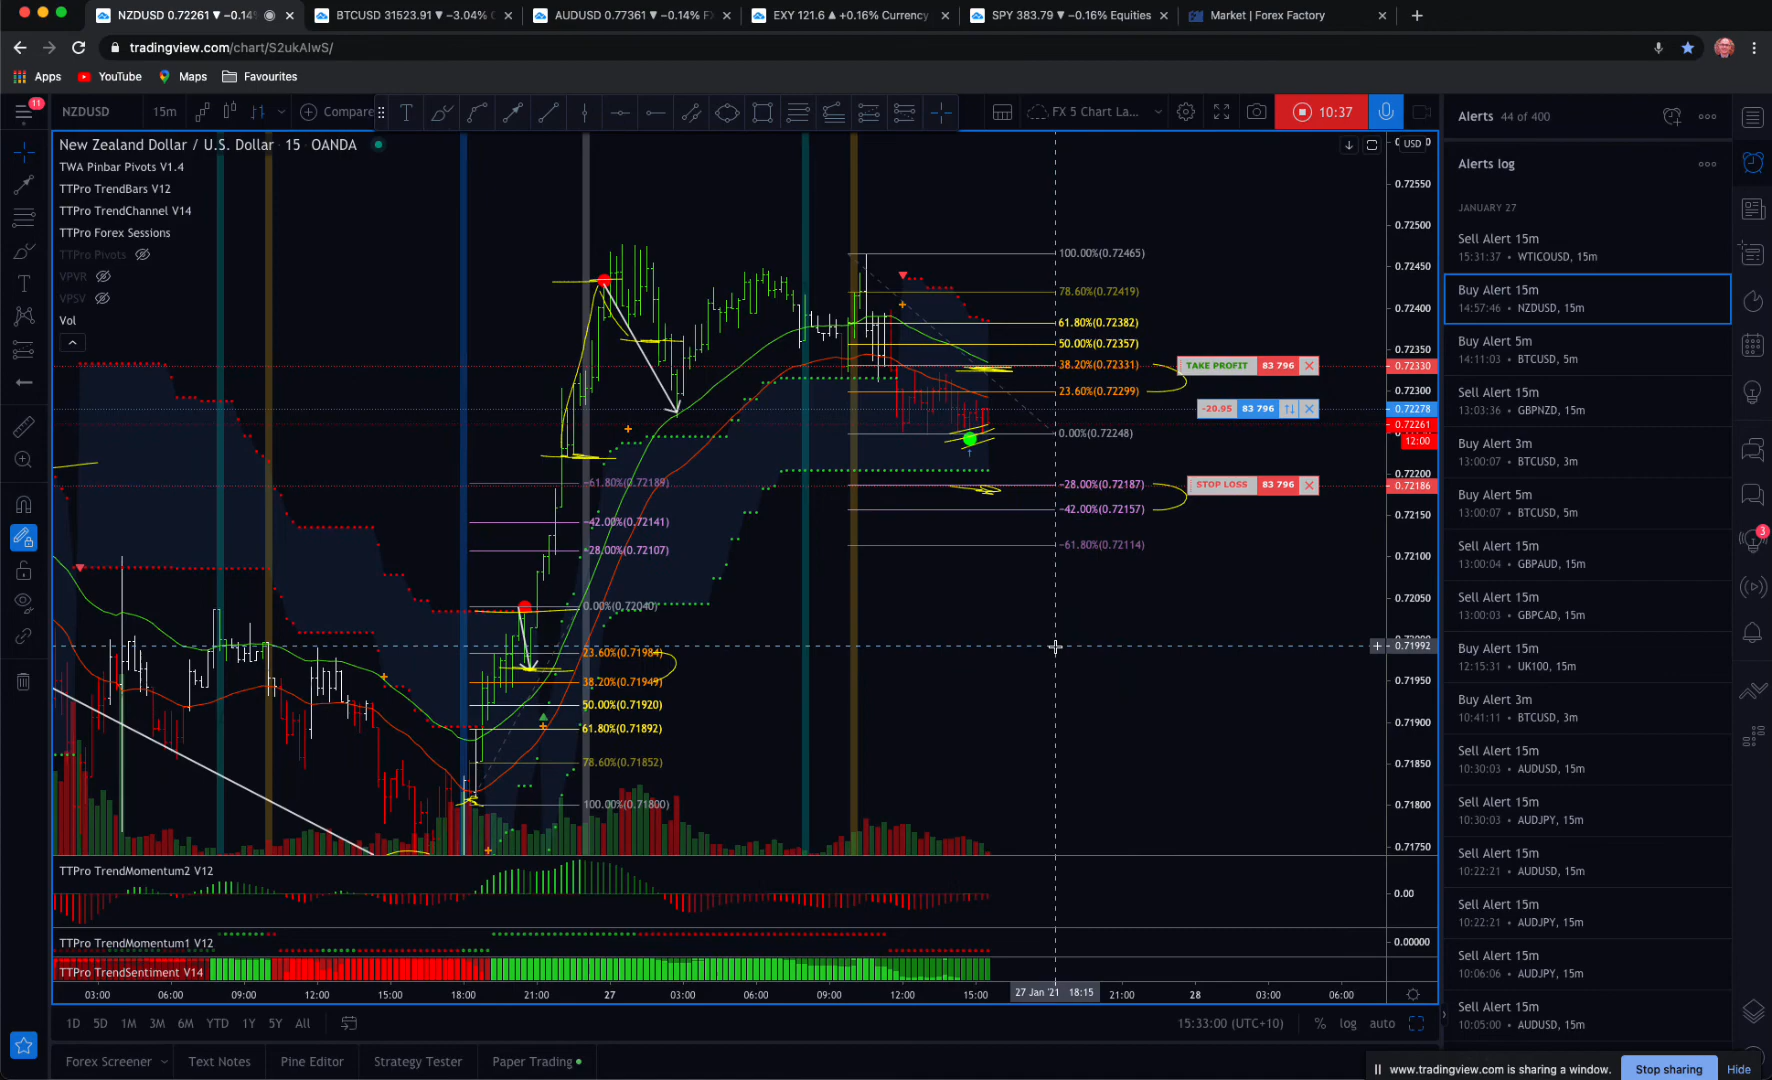 NZDUSD 0.72261 ▼ −0.14%
BTCUSD 31523.91 ▼ −3.04%
AUDUSD 0.77361 ▼ −0.14% F
EXY 121.6 ▲ +0.16% Currency
SPY 383.79 ▼ −0.16% Equities
Market | Forex Factory
tradingview.com/chart/S2ukAlwS/
Apps
YouTube
Maps
Favourites
11
NZDUSD
15m
Compare
FX 5 Chart La...
10:37
Alerts 44 of 400
New Zealand Dollar / U.S. Dollar · 15 · OANDA
TWA Pinbar Pivots V1.4
TTPro TrendBars V12
TTPro TrendChannel V14
TTPro Forex Sessions
TTPro Pivots
VPVR
VPSV
Vol
USD
0.72550
0.72500
0.72450
0.72400
0.72350
0.72330
0.72300
0.72278
0.72261
12:00
0.72200
0.72186
0.72150
0.72100
0.72050
0.71992
0.71950
0.71900
0.71850
0.71800
0.71750
100.00%(0.72465)
78.60%(0.72419)
61.80%(0.72382)
50.00%(0.72357)
38.20%(0.72331)
23.60%(0.72299)
0.00%(0.72248)
-28.00%(0.72187)
-42.00%(0.72157)
-61.80%(0.72114)
TAKE PROFIT 83 796
-20.95 83 796
STOP LOSS 83 796
-61.80%(0.72189)
-42.00%(0.72141)
-28.00%(0.72107)
0.00%(0.72040)
23.60%(0.71984)
38.20%(0.71949)
50.00%(0.71920)
61.80%(0.71892)
78.60%(0.71852)
100.00%(0.71800)
TTPro TrendMomentum2 V12
0.00
TTPro TrendMomentum1 V12
0.00000
TTPro TrendSentiment V14
03:00 06:00 09:00 12:00 15:00 18:00 21:00 27 03:00 06:00 09:00 12:00 15:00 27 Jan '21 18:15 21:00 28 03:00 06:00
1D 5D 1M 3M 6M YTD 1Y 5Y All
15:33:00 (UTC+10) % log auto
Forex Screener
Text Notes
Pine Editor
Strategy Tester
Paper Trading
Alerts log
JANUARY 27
Sell Alert 15m
15:31:37 • WTICOUSD, 15m
Buy Alert 15m
14:57:46 • NZDUSD, 15m
Buy Alert 5m
14:11:03 • BTCUSD, 5m
Sell Alert 15m
13:03:36 • GBPNZD, 15m
Buy Alert 3m
13:00:07 • BTCUSD, 3m
Buy Alert 5m
13:00:07 • BTCUSD, 5m
Sell Alert 15m
13:00:04 • GBPAUD, 15m
Sell Alert 15m
13:00:03 • GBPCAD, 15m
Buy Alert 15m
12:15:31 • UK100, 15m
Buy Alert 3m
10:41:11 • BTCUSD, 3m
Sell Alert 15m
10:30:03 • AUDUSD, 15m
Sell Alert 15m
10:30:03 • AUDJPY, 15m
Sell Alert 15m
10:22:21 • AUDUSD, 15m
Sell Alert 15m
10:22:21 • AUDJPY, 15m
Sell Alert 15m
10:06:06 • AUDJPY, 15m
Sell Alert 15m
10:05:00 • AUDUSD, 15m
3
www.tradingview.com is sharing a window.
Stop sharing
Hide